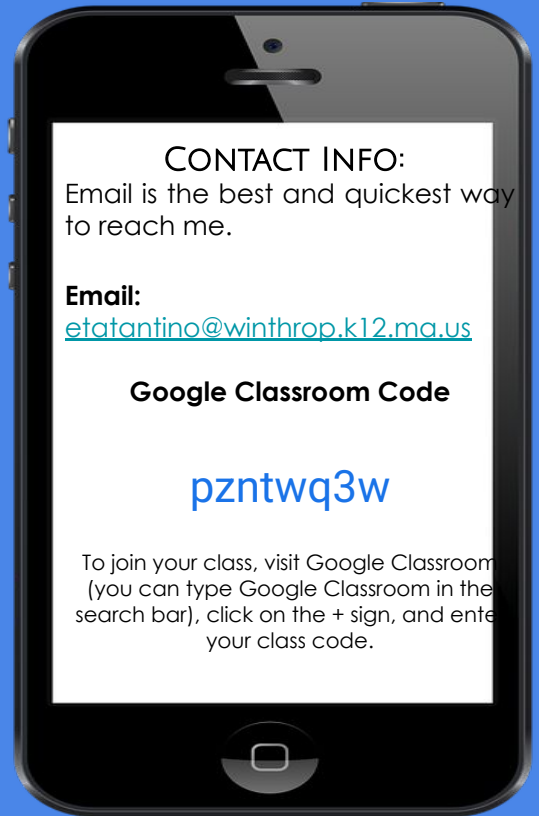 CONTACT INFO:
Email is the best and quickest way
to reach me.
Email:
etatantino@winthrop.k12.ma.us
Google Classroom Code
pzntwq3w
To join your class, visit Google Classroom
(you can type Google Classroom in the
search bar), click on the + sign, and enter
your class code.